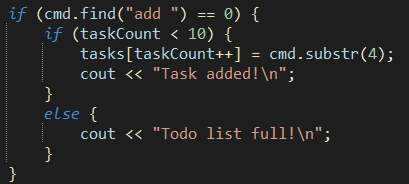 if (cmd.find("add ") == 0) {
    if (taskCount < 10) {
        tasks[taskCount++] = cmd.substr(4);
        cout << "Task added!\n";
    }
    else {
        cout << "Todo list full!\n";
    }
}